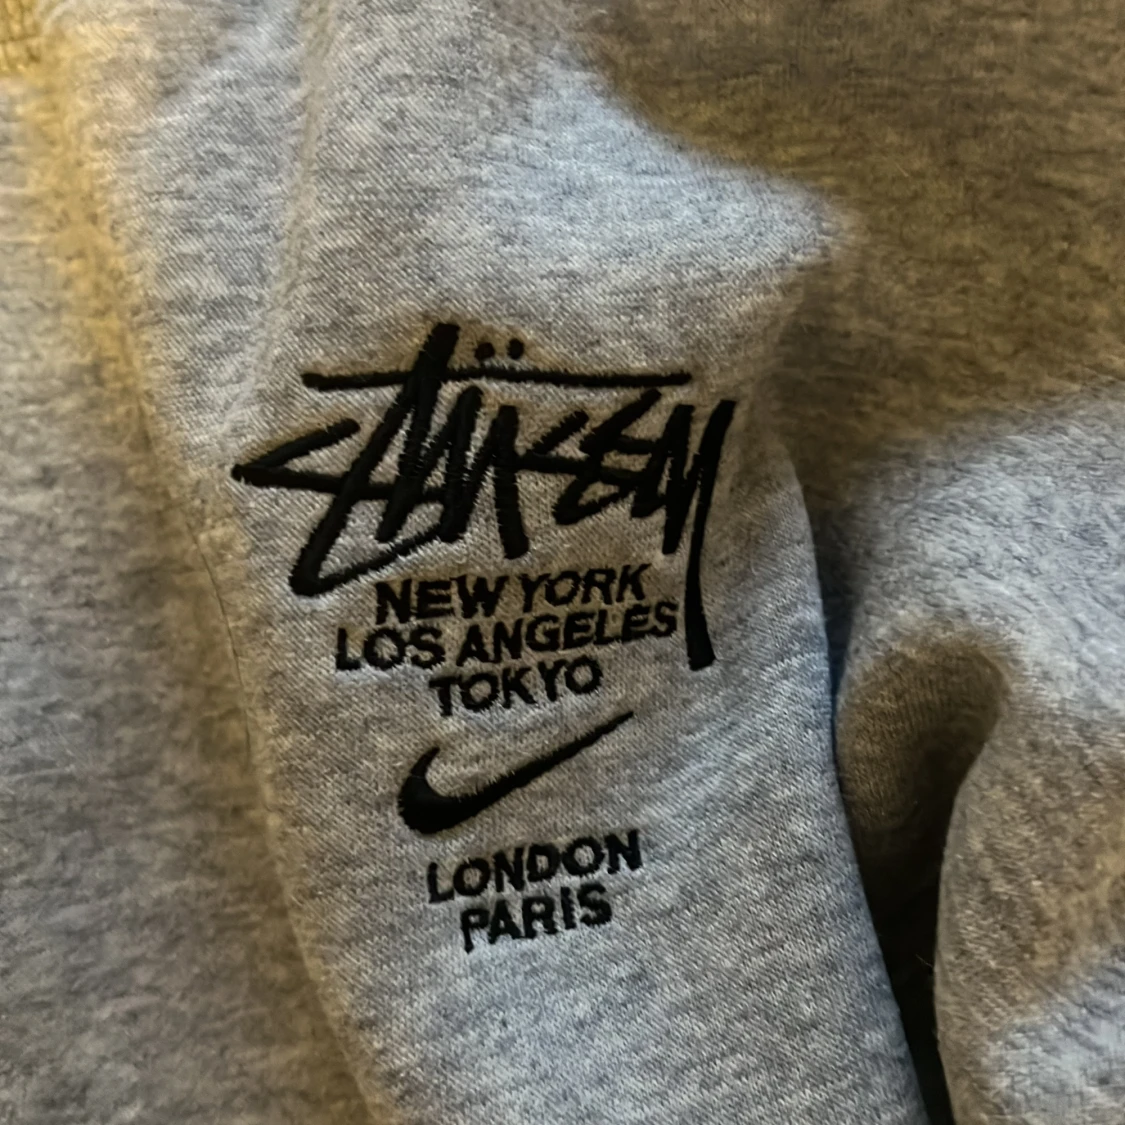 Stüssy
NEW YORK
LOS ANGELES
TOKYO
LONDON
PARIS